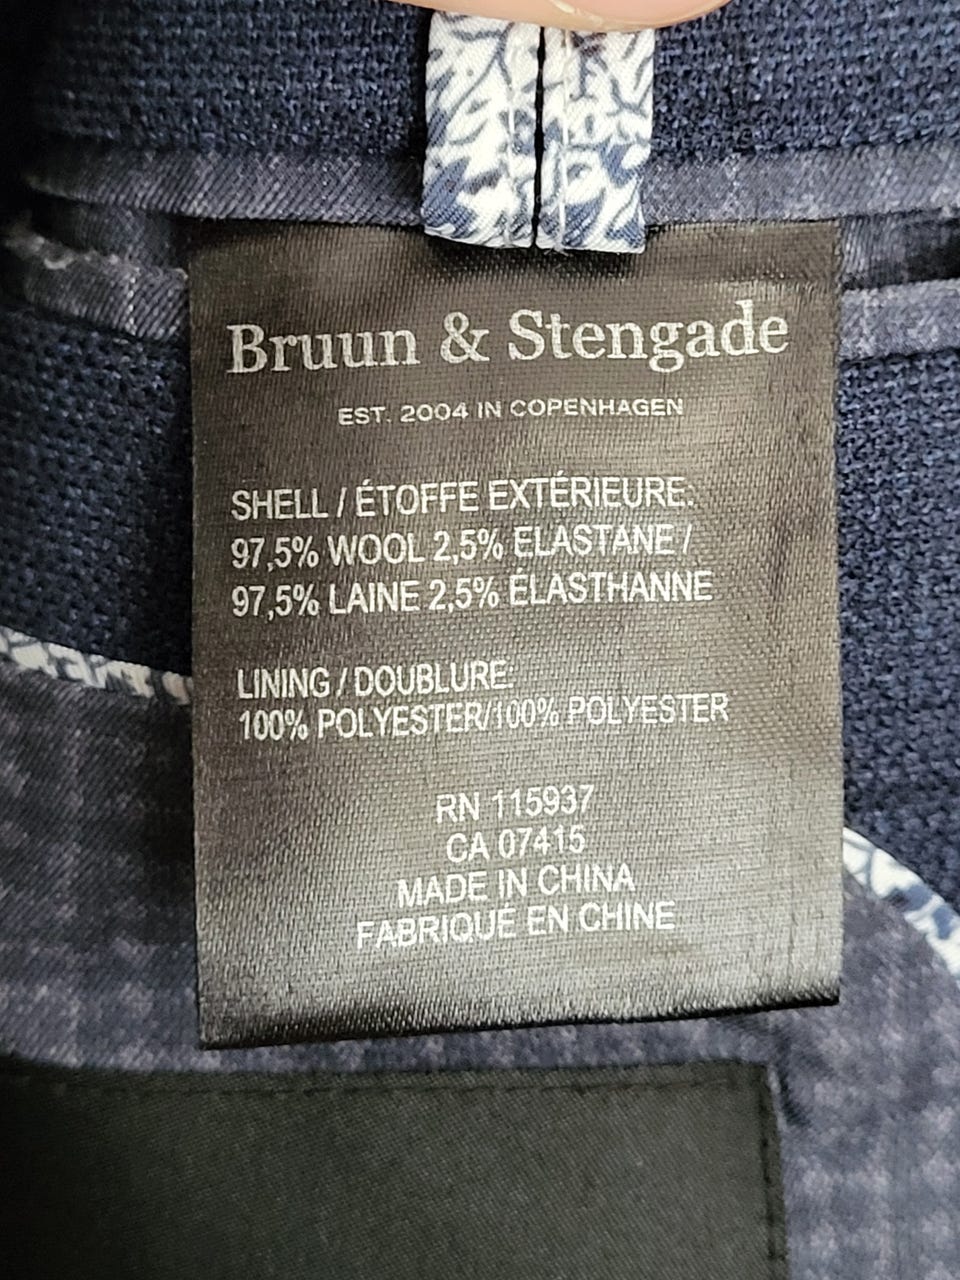 Bruun & Stengade
EST. 2004 IN COPENHAGEN
SHELL / ÉTOFFE EXTÉRIEURE:
97,5% WOOL 2,5% ELASTANE /
97,5% LAINE 2,5% ÉLASTHANNE
LINING / DOUBLURE:
100% POLYESTER/100% POLYESTER
RN 115937
CA 07415
MADE IN CHINA
FABRIQUÉ EN CHINE